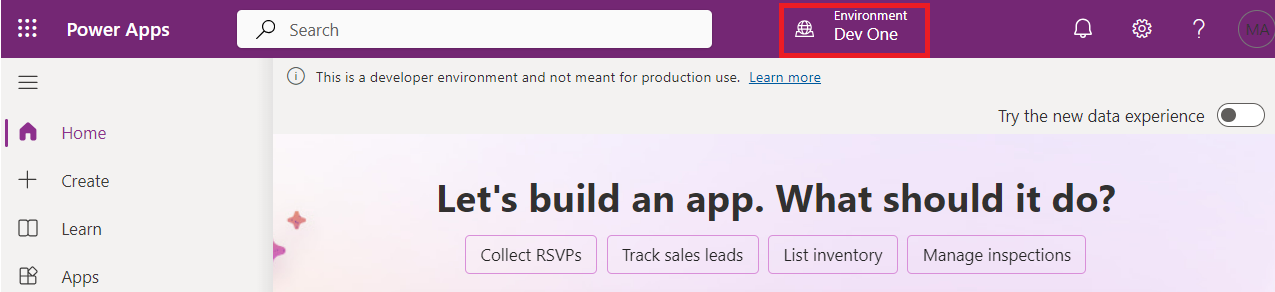 Power Apps
Search
Environment
Dev One
?
MA
This is a developer environment and not meant for production use. Learn more
Try the new data experience
Home
Create
Learn
Apps
Let's build an app. What should it do?
Collect RSVPs
Track sales leads
List inventory
Manage inspections